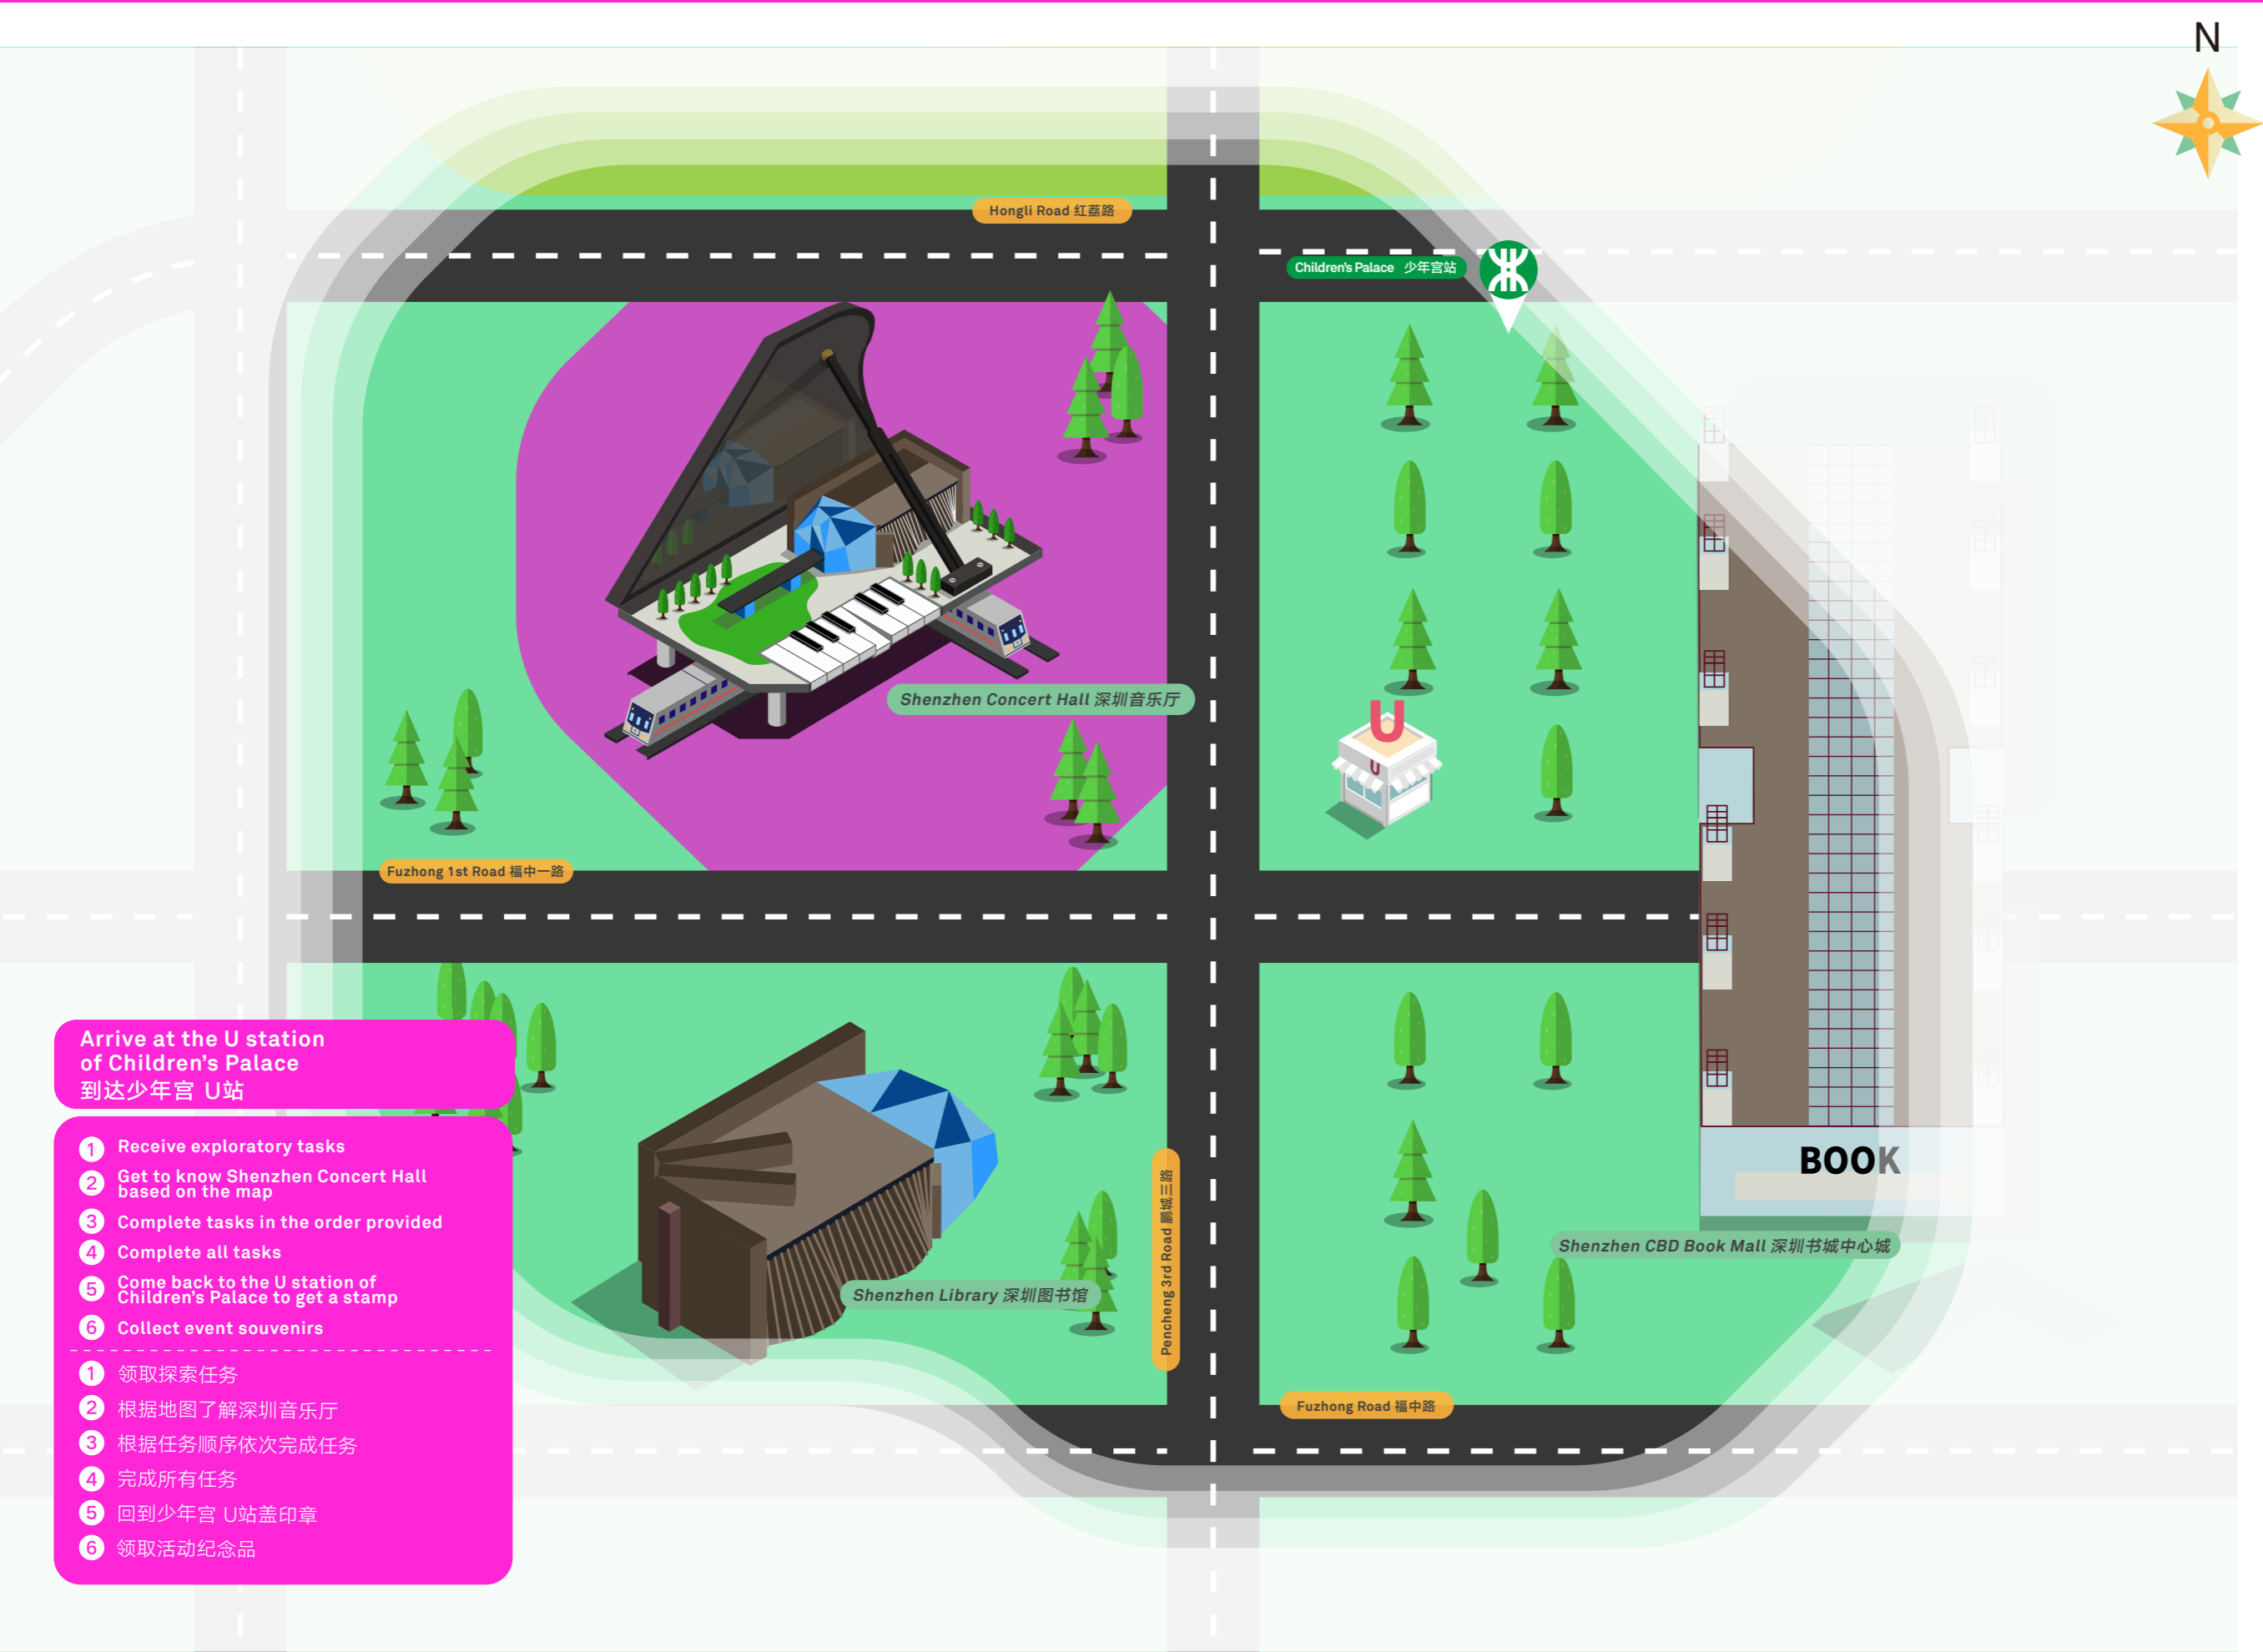 N
Hongli Road 红荔路
Children's Palace 少年宫站
Shenzhen Concert Hall 深圳音乐厅
U
U
Fuzhong 1st Road 福中一路
Arrive at the U station
of Children’s Palace
到达少年宫 U站
1 Receive exploratory tasks
2 Get to know Shenzhen Concert Hall
based on the map
3 Complete tasks in the order provided
4 Complete all tasks
5 Come back to the U station of
Children’s Palace to get a stamp
6 Collect event souvenirs
1 领取探索任务
2 根据地图了解深圳音乐厅
3 根据任务顺序依次完成任务
4 完成所有任务
5 回到少年宫 U站盖印章
6 领取活动纪念品
BOOK
Shenzhen CBD Book Mall 深圳书城中心城
Shenzhen Library 深圳图书馆
Pencheng 3rd Road 鹏城三路
Fuzhong Road 福中路